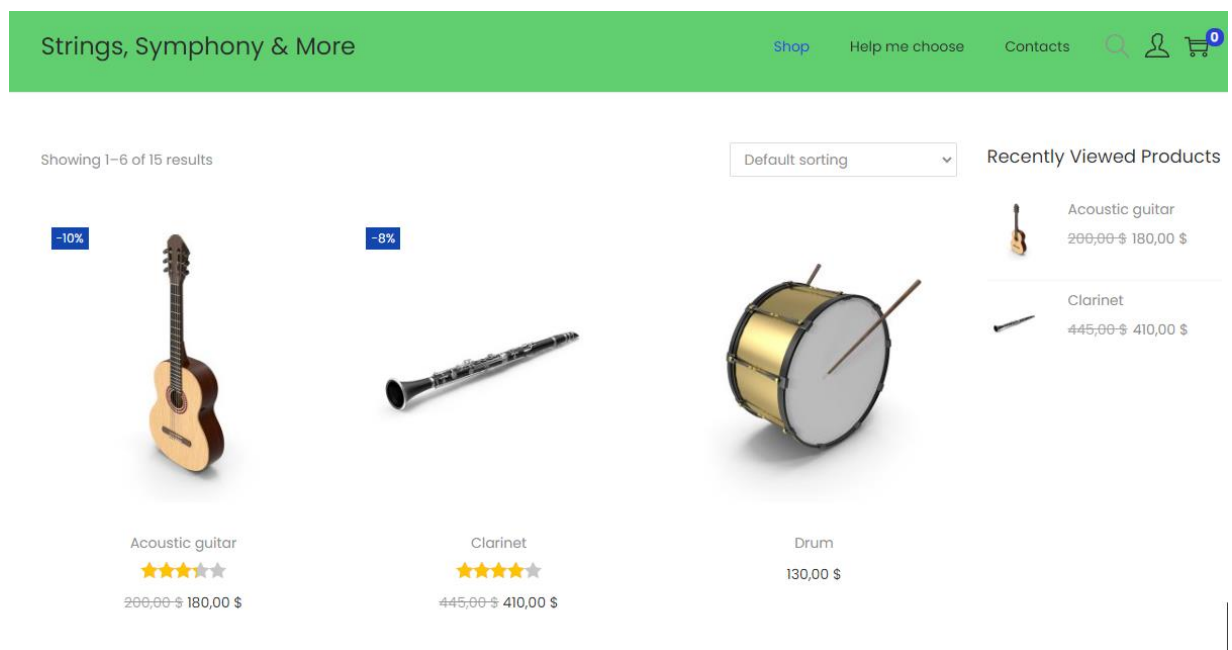 Strings, Symphony & More
Shop
Help me choose
Contacts
0
Showing 1–6 of 15 results
Default sorting
Recently Viewed Products
Acoustic guitar
200,00 $ 180,00 $
Clarinet
445,00 $ 410,00 $
-10%
-8%
Acoustic guitar
200,00 $ 180,00 $
Clarinet
445,00 $ 410,00 $
Drum
130,00 $